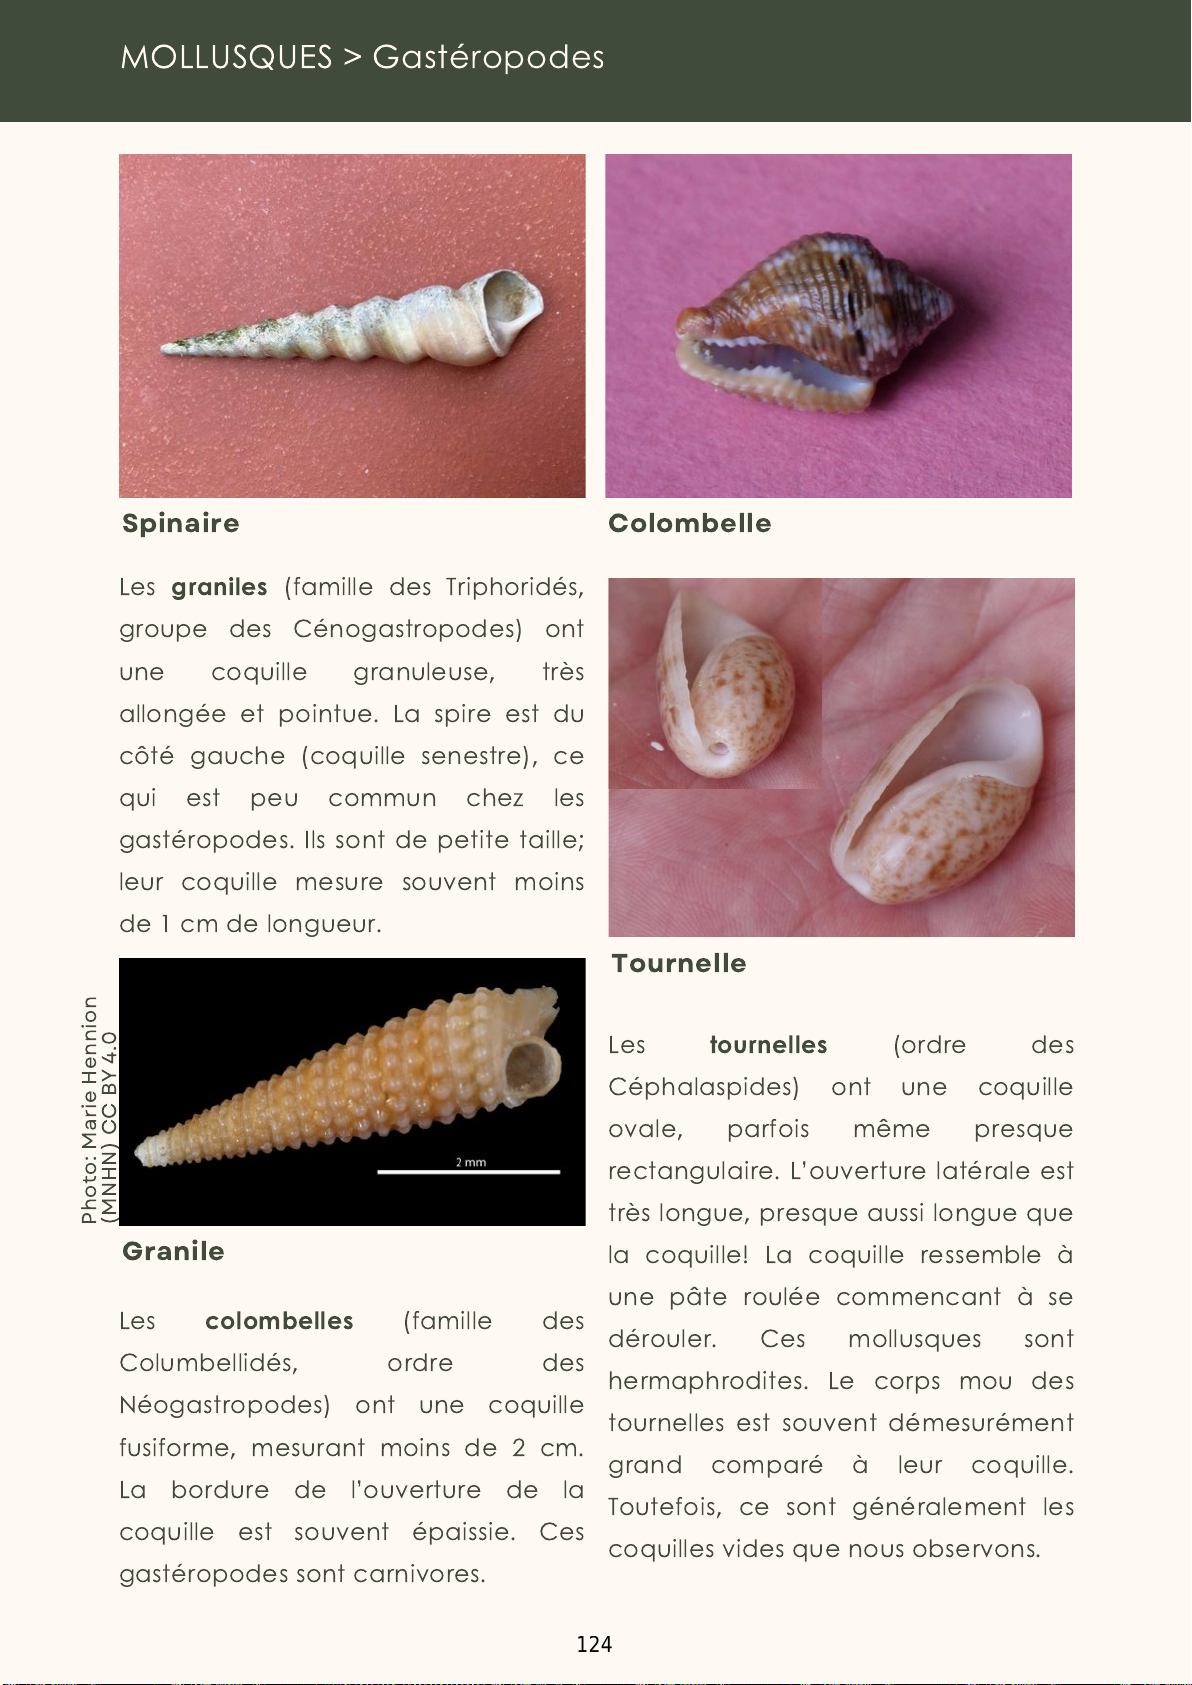 MOLLUSQUES > Gastéropodes
Spinaire
Les graniles (famille des Triphoridés,
groupe des Cénogastropodes) ont
une coquille granuleuse, très
allongée et pointue. La spire est du
côté gauche (coquille senestre), ce
qui est peu commun chez les
gastéropodes. Ils sont de petite taille;
leur coquille mesure souvent moins
de 1 cm de longueur.
2 mm
Photo: Marie Hennion
(MNHN) CC BY 4.0
Granile
Les colombelles (famille des
Columbellidés, ordre des
Néogastropodes) ont une coquille
fusiforme, mesurant moins de 2 cm.
La bordure de l'ouverture de la
coquille est souvent épaissie. Ces
gastéropodes sont carnivores.
Colombelle
Tournelle
Les tournelles (ordre des
Céphalaspides) ont une coquille
ovale, parfois même presque
rectangulaire. L'ouverture latérale est
très longue, presque aussi longue que
la coquille! La coquille ressemble à
une pâte roulée commencant à se
dérouler. Ces mollusques sont
hermaphrodites. Le corps mou des
tournelles est souvent démesurément
grand comparé à leur coquille.
Toutefois, ce sont généralement les
coquilles vides que nous observons.
124